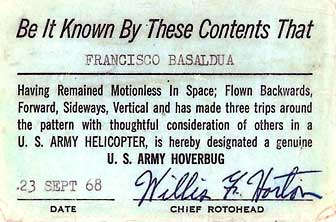 Be It Known By These Contents That
FRANCISCO BASALDUA
Having Remained Motionless In Space; Flown Backwards,
Forward, Sideways, Vertical and has made three trips around
the pattern with thoughtful consideration of others in a
U. S. ARMY HELICOPTER, is hereby designated a genuine
U. S. ARMY HOVERBUG
23 SEPT 68 Willis F. Horton
DATE CHIEF ROTOHEAD